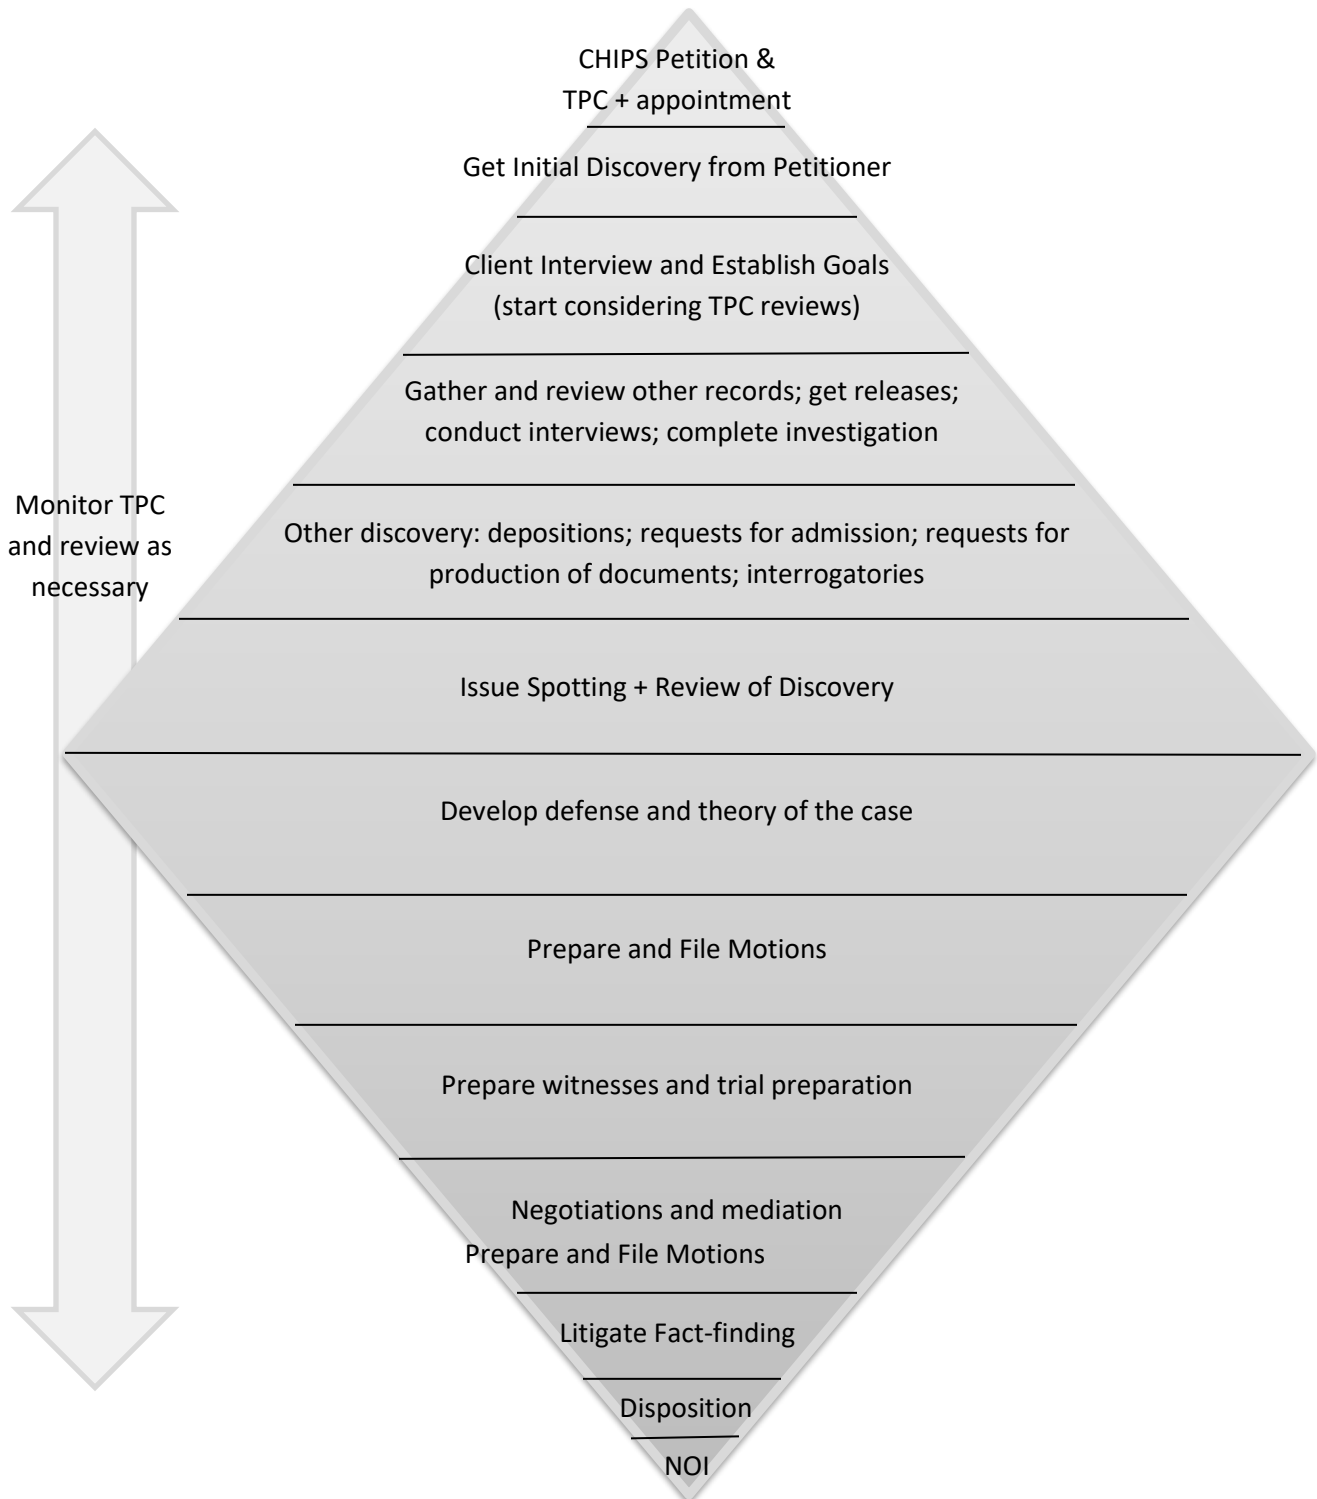 CHIPS Petition &
TPC + appointment
Get Initial Discovery from Petitioner
Client Interview and Establish Goals
(start considering TPC reviews)
Gather and review other records; get releases;
conduct interviews; complete investigation
Monitor TPC
and review as
necessary
Other discovery: depositions; requests for admission; requests for
production of documents; interrogatories
Issue Spotting + Review of Discovery
Develop defense and theory of the case
Prepare and File Motions
Prepare witnesses and trial preparation
Negotiations and mediation
Prepare and File Motions
Litigate Fact-finding
Disposition
NOI